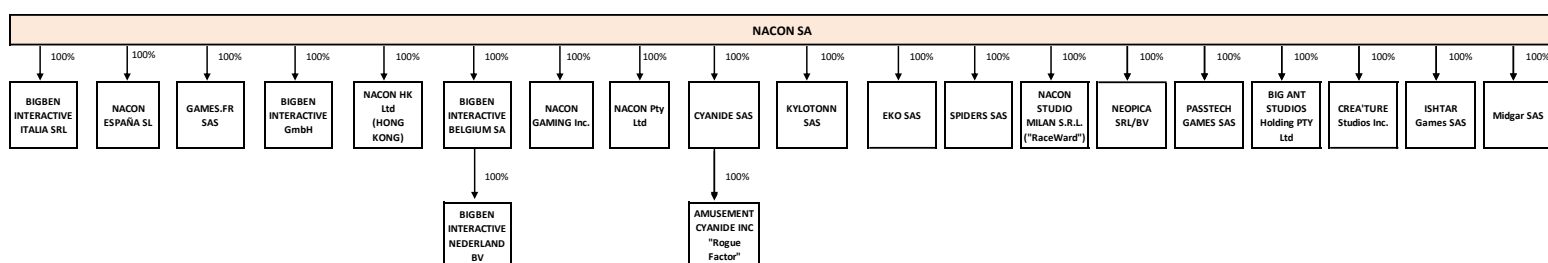 NACON SA
100% 100% 100% 100% 100% 100% 100% 100% 100% 100% 100% 100% 100% 100% 100% 100% 100% 100% 100%
BIGBEN
INTERACTIVE
ITALIA SRL
NACON
ESPAÑA SL
GAMES.FR
SAS
BIGBEN
INTERACTIVE
GmbH
NACON HK
Ltd
(HONG
KONG)
BIGBEN
INTERACTIVE
BELGIUM SA
NACON
GAMING Inc.
NACON Pty
Ltd
CYANIDE SAS
KYLOTONN
SAS
EKO SAS
SPIDERS SAS
NACON
STUDIO
MILAN S.R.L.
("RaceWard")
NEOPICA
SRL/BV
PASSTECH
GAMES SAS
BIG ANT
STUDIOS
Holding PTY
Ltd
CREA'TURE
Studios Inc.
ISHTAR
Games SAS
Midgar SAS
100%
100%
BIGBEN
INTERACTIVE
NEDERLAND
BV
AMUSEMENT
CYANIDE INC
"Rogue
Factor"